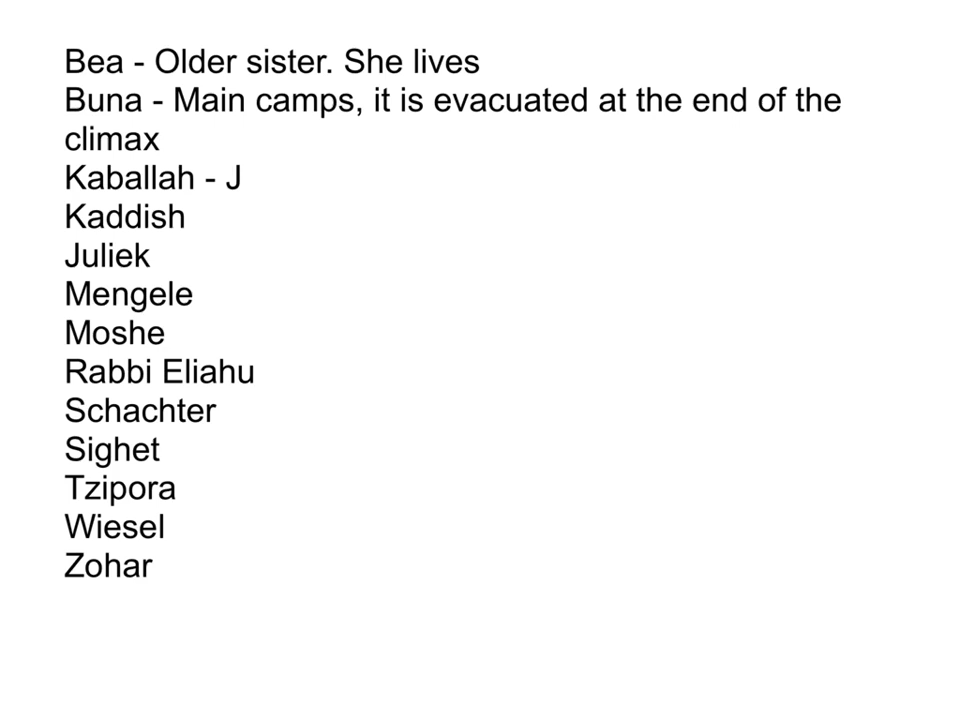 Bea - Older sister. She lives
Buna - Main camps, it is evacuated at the end of the
climax
Kaballah - J
Kaddish
Juliek
Mengele
Moshe
Rabbi Eliahu
Schachter
Sighet
Tzipora
Wiesel
Zohar